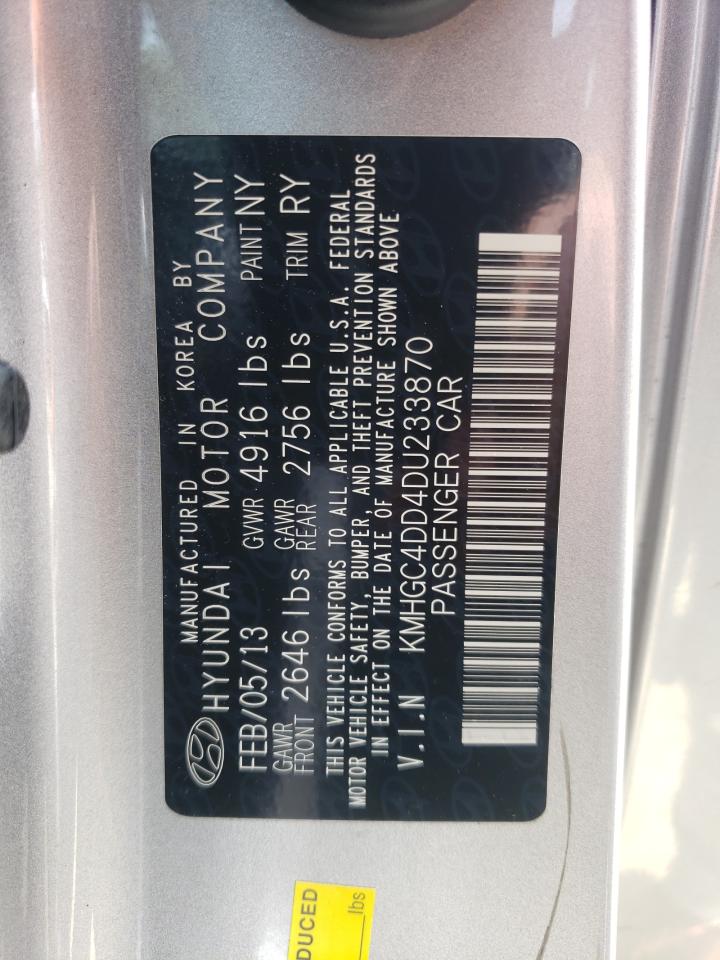 MANUFACTURED IN KOREA BY
HYUNDAI MOTOR COMPANY
FEB/05/13 GVWR 4916 lbs PAINT NY
GAWR FRONT 2646 lbs GAWR REAR 2756 lbs TRIM RY
THIS VEHICLE CONFORMS TO ALL APPLICABLE U.S.A. FEDERAL
MOTOR VEHICLE SAFETY, BUMPER, AND THEFT PREVENTION STANDARDS
IN EFFECT ON THE DATE OF MANUFACTURE SHOWN ABOVE
V.I.N KMHGC4DD4DU233870
PASSENGER CAR
DUCED
lbs